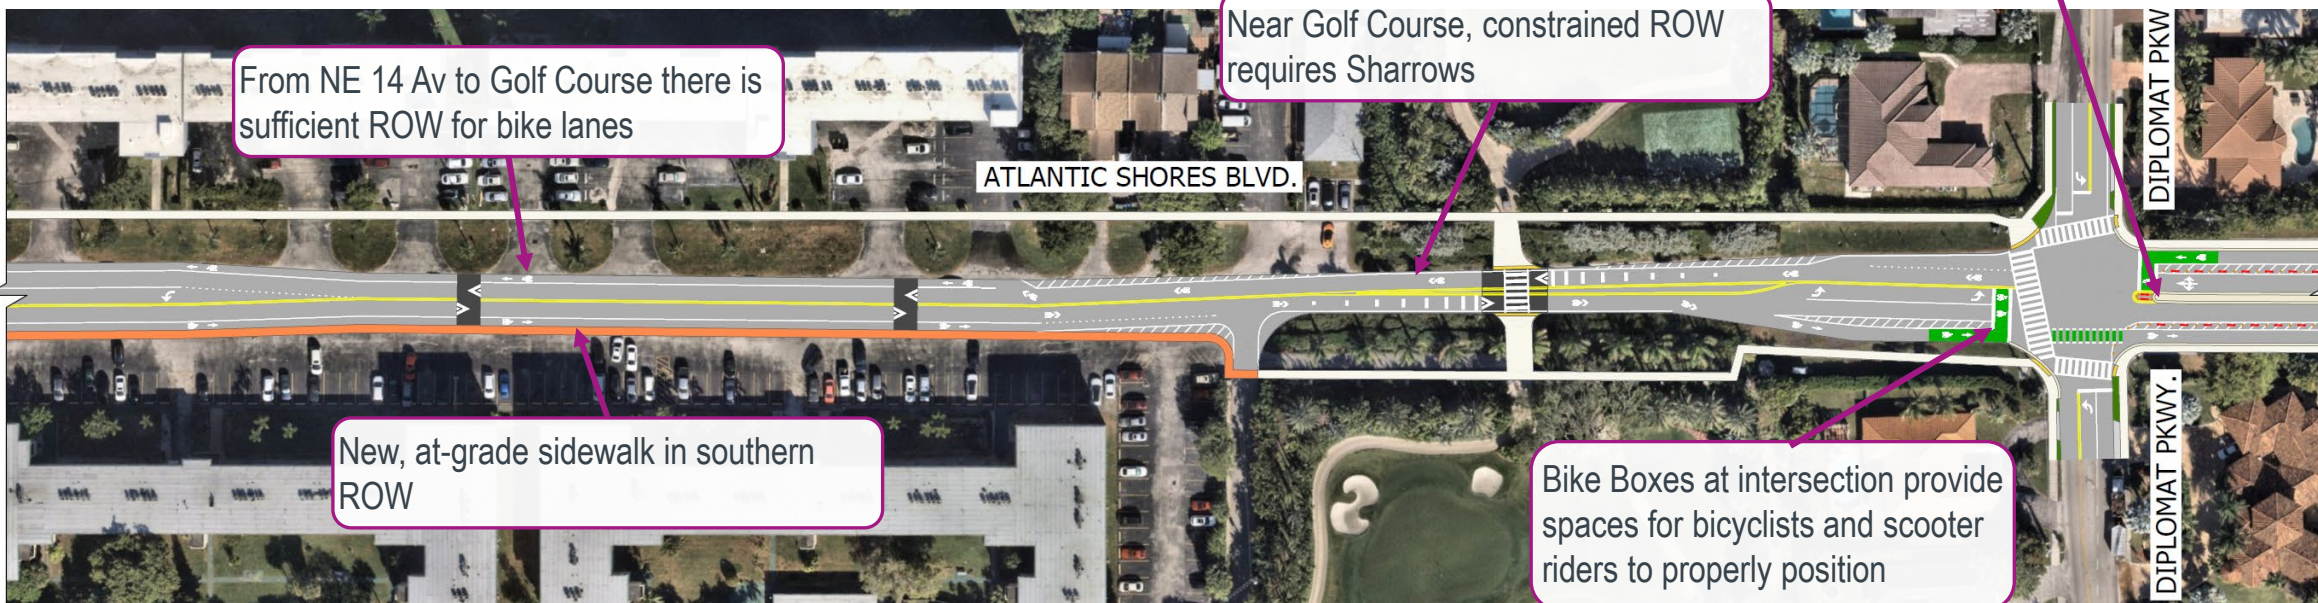 Near Golf Course, constrained ROW
requires Sharrows
From NE 14 Av to Golf Course there is
sufficient ROW for bike lanes
ATLANTIC SHORES BLVD.
DIPLOMAT PKW
New, at-grade sidewalk in southern
ROW
Bike Boxes at intersection provide
spaces for bicyclists and scooter
riders to properly position
DIPLOMAT PKWY.